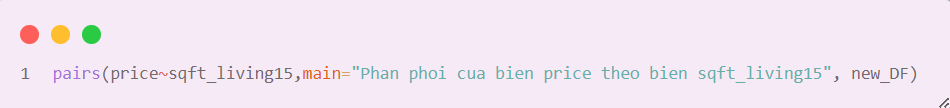 1 pairs(price~sqft_living15,main="Phan phoi cua bien price theo bien sqft_living15", new_DF)